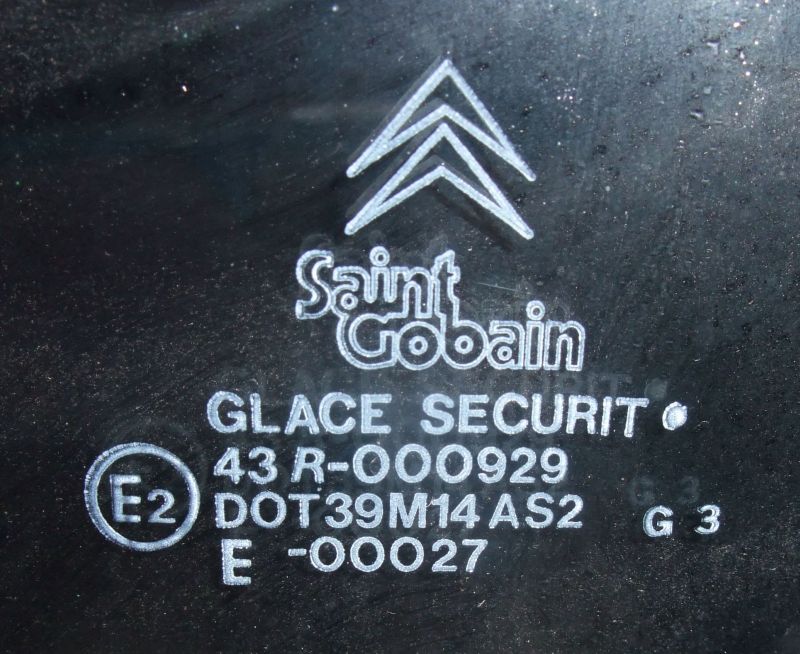 Saint
Gobain
GLACE SECURIT
43 R-000929
E2
DOT39M14 AS2
G 3
E -00027